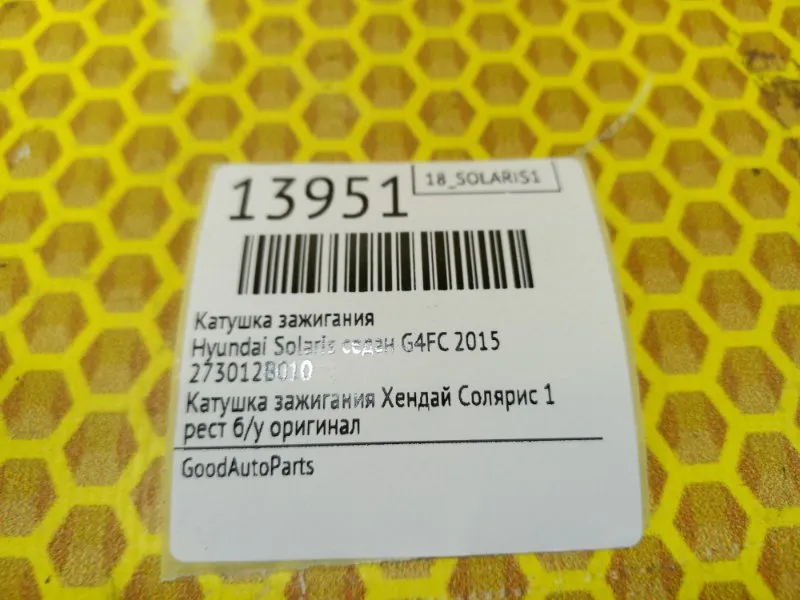 13951
18_SOLARIS1
Катушка зажигания
Hyundai Solaris седан G4FC 2015
273012B010
Катушка зажигания Хендай Солярис 1
рест б/у оригинал
GoodAutoParts